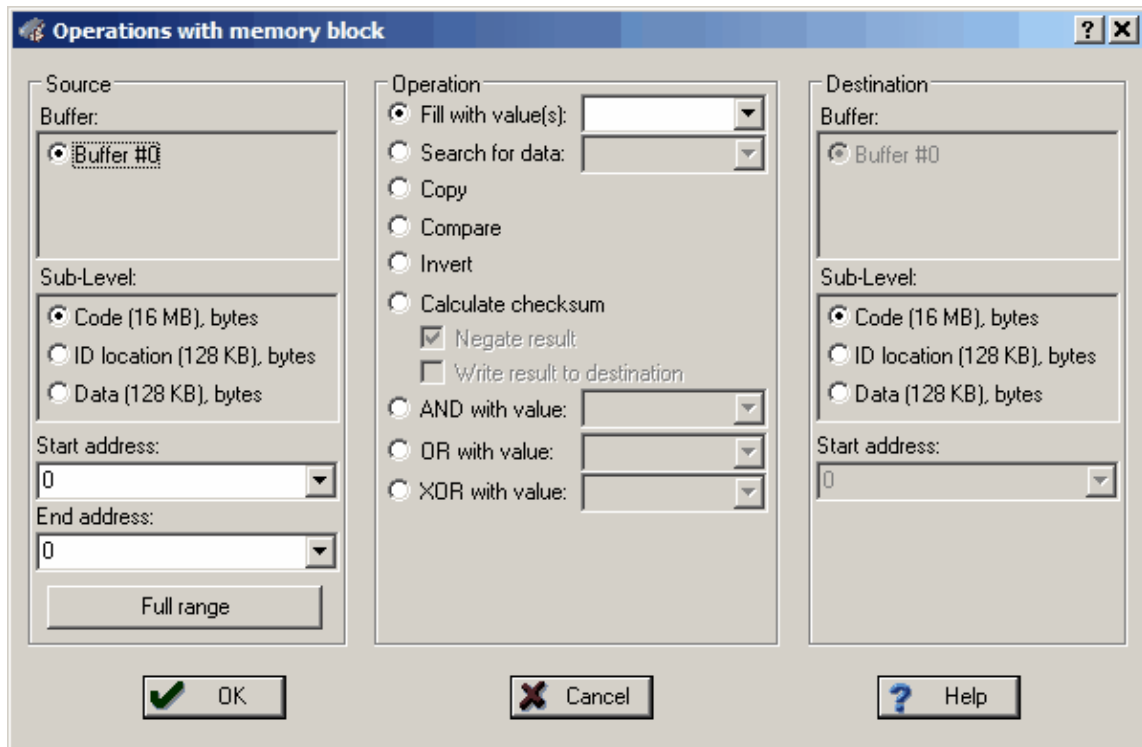 Operations with memory block
Source
Buffer:
Buffer #0
Sub-Level:
Code (16 MB), bytes
ID location (128 KB), bytes
Data (128 KB), bytes
Start address:
0
End address:
0
Full range
Operation
Fill with value(s):
Search for data:
Copy
Compare
Invert
Calculate checksum
Negate result
Write result to destination
AND with value:
OR with value:
XOR with value:
Destination
Buffer:
Buffer #0
Sub-Level:
Code (16 MB), bytes
ID location (128 KB), bytes
Data (128 KB), bytes
Start address:
0
OK
Cancel
Help